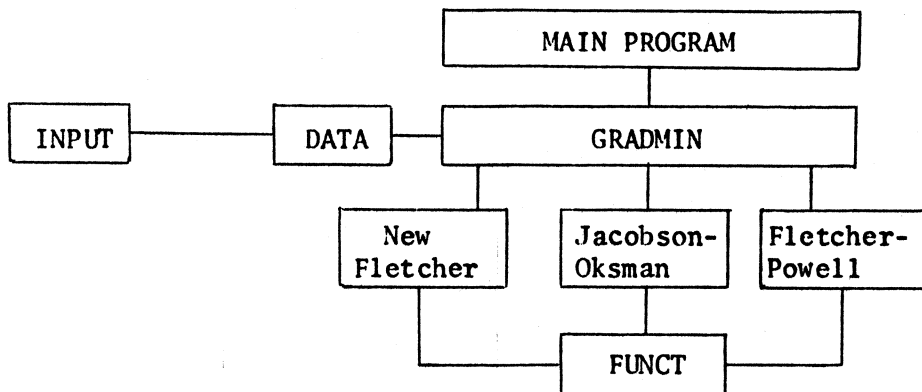 MAIN PROGRAM
INPUT
DATA
GRADMIN
New
Fletcher
Jacobson-
Oksman
Fletcher-
Powell
FUNCT